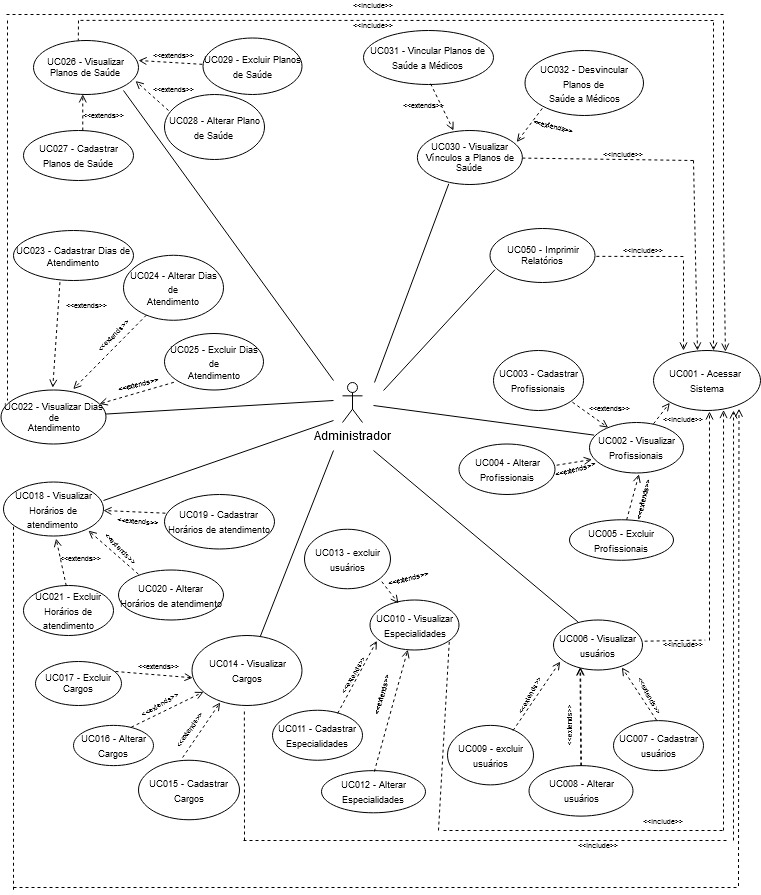 <<include>>
<<include>>
UC026 - Visualizar
Planos de Saúde
<<extends>>
UC029 - Excluir Planos
de Saúde
<<extends>>
UC028 - Alterar Plano
de Saúde
<<extends>>
UC027 - Cadastrar
Planos de Saúde
UC031 - Vincular Planos de
Saúde a Médicos
UC032 - Desvincular
Planos de
Saúde a Médicos
<<extends>>
<<extends>>
UC030 - Visualizar
Vínculos a Planos de
Saúde
<<include>>
UC023 - Cadastrar Dias de
Atendimento
UC024 - Alterar Dias
de
Atendimento
<<extends>>
<<extends>>
UC025 - Excluir Dias
de
Atendimento
<<extends>>
UC022 - Visualizar Dias
de
Atendimento
UC050 - Imprimir
Relatórios
<<include>>
UC003 - Cadastrar
Profissionais
UC001 - Acessar
Sistema
<<extends>>
<<include>>
UC002 - Visualizar
Profissionais
Administrador
UC004 - Alterar
Profissionais
<<extends>>
<<extends>>
UC005 - Excluir
Profissionais
UC018 - Visualizar
Horários de
atendimento
UC019 - Cadastrar
Horários de atendimento
<<extends>>
<<extends>>
<<extends>>
UC021 - Excluir
Horários de
atendimento
UC020 - Alterar
Horários de atendimento
UC013 - excluir
usuários
<<extends>>
UC010 - Visualizar
Especialidades
UC006 - Visualizar
usuários
<<include>>
UC014 - Visualizar
Cargos
UC017 - Excluir
Cargos
<<extends>>
<<extends>>
<<extends>>
UC016 - Alterar
Cargos
UC015 - Cadastrar
Cargos
<<extends>>
<<extends>>
UC011 - Cadastrar
Especialidades
UC012 - Alterar
Especialidades
<<extends>>
<<extends>>
<<extends>>
UC009 - excluir
usuários
UC007 - Cadastrar
usuários
UC008 - Alterar
usuários
<<include>>
<<include>>